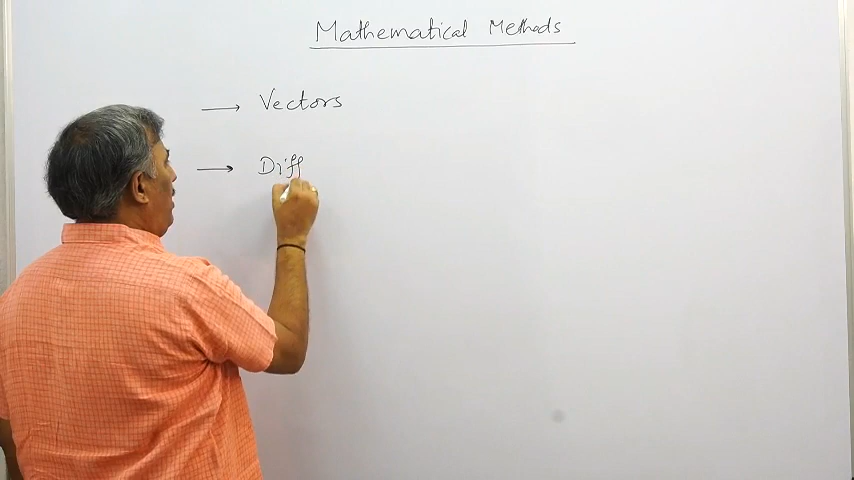 Mathematical Methods
→ Vectors
→ Diff